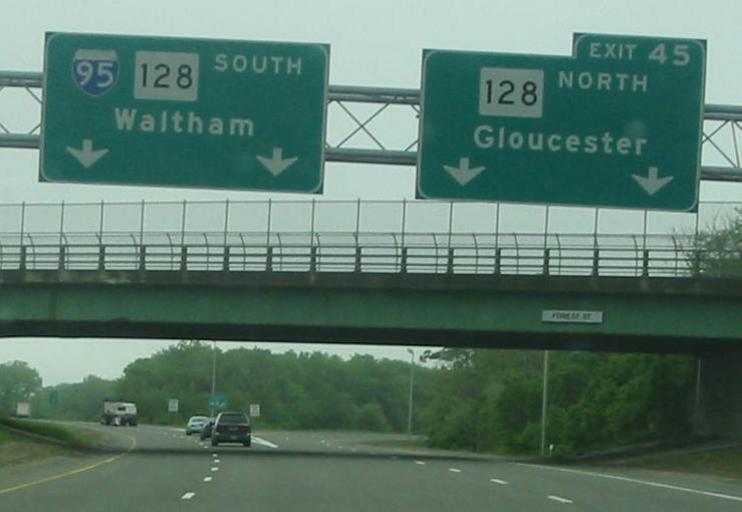 95 128 SOUTH
Waltham
EXIT 45
128 NORTH
Gloucester
FOREST ST.